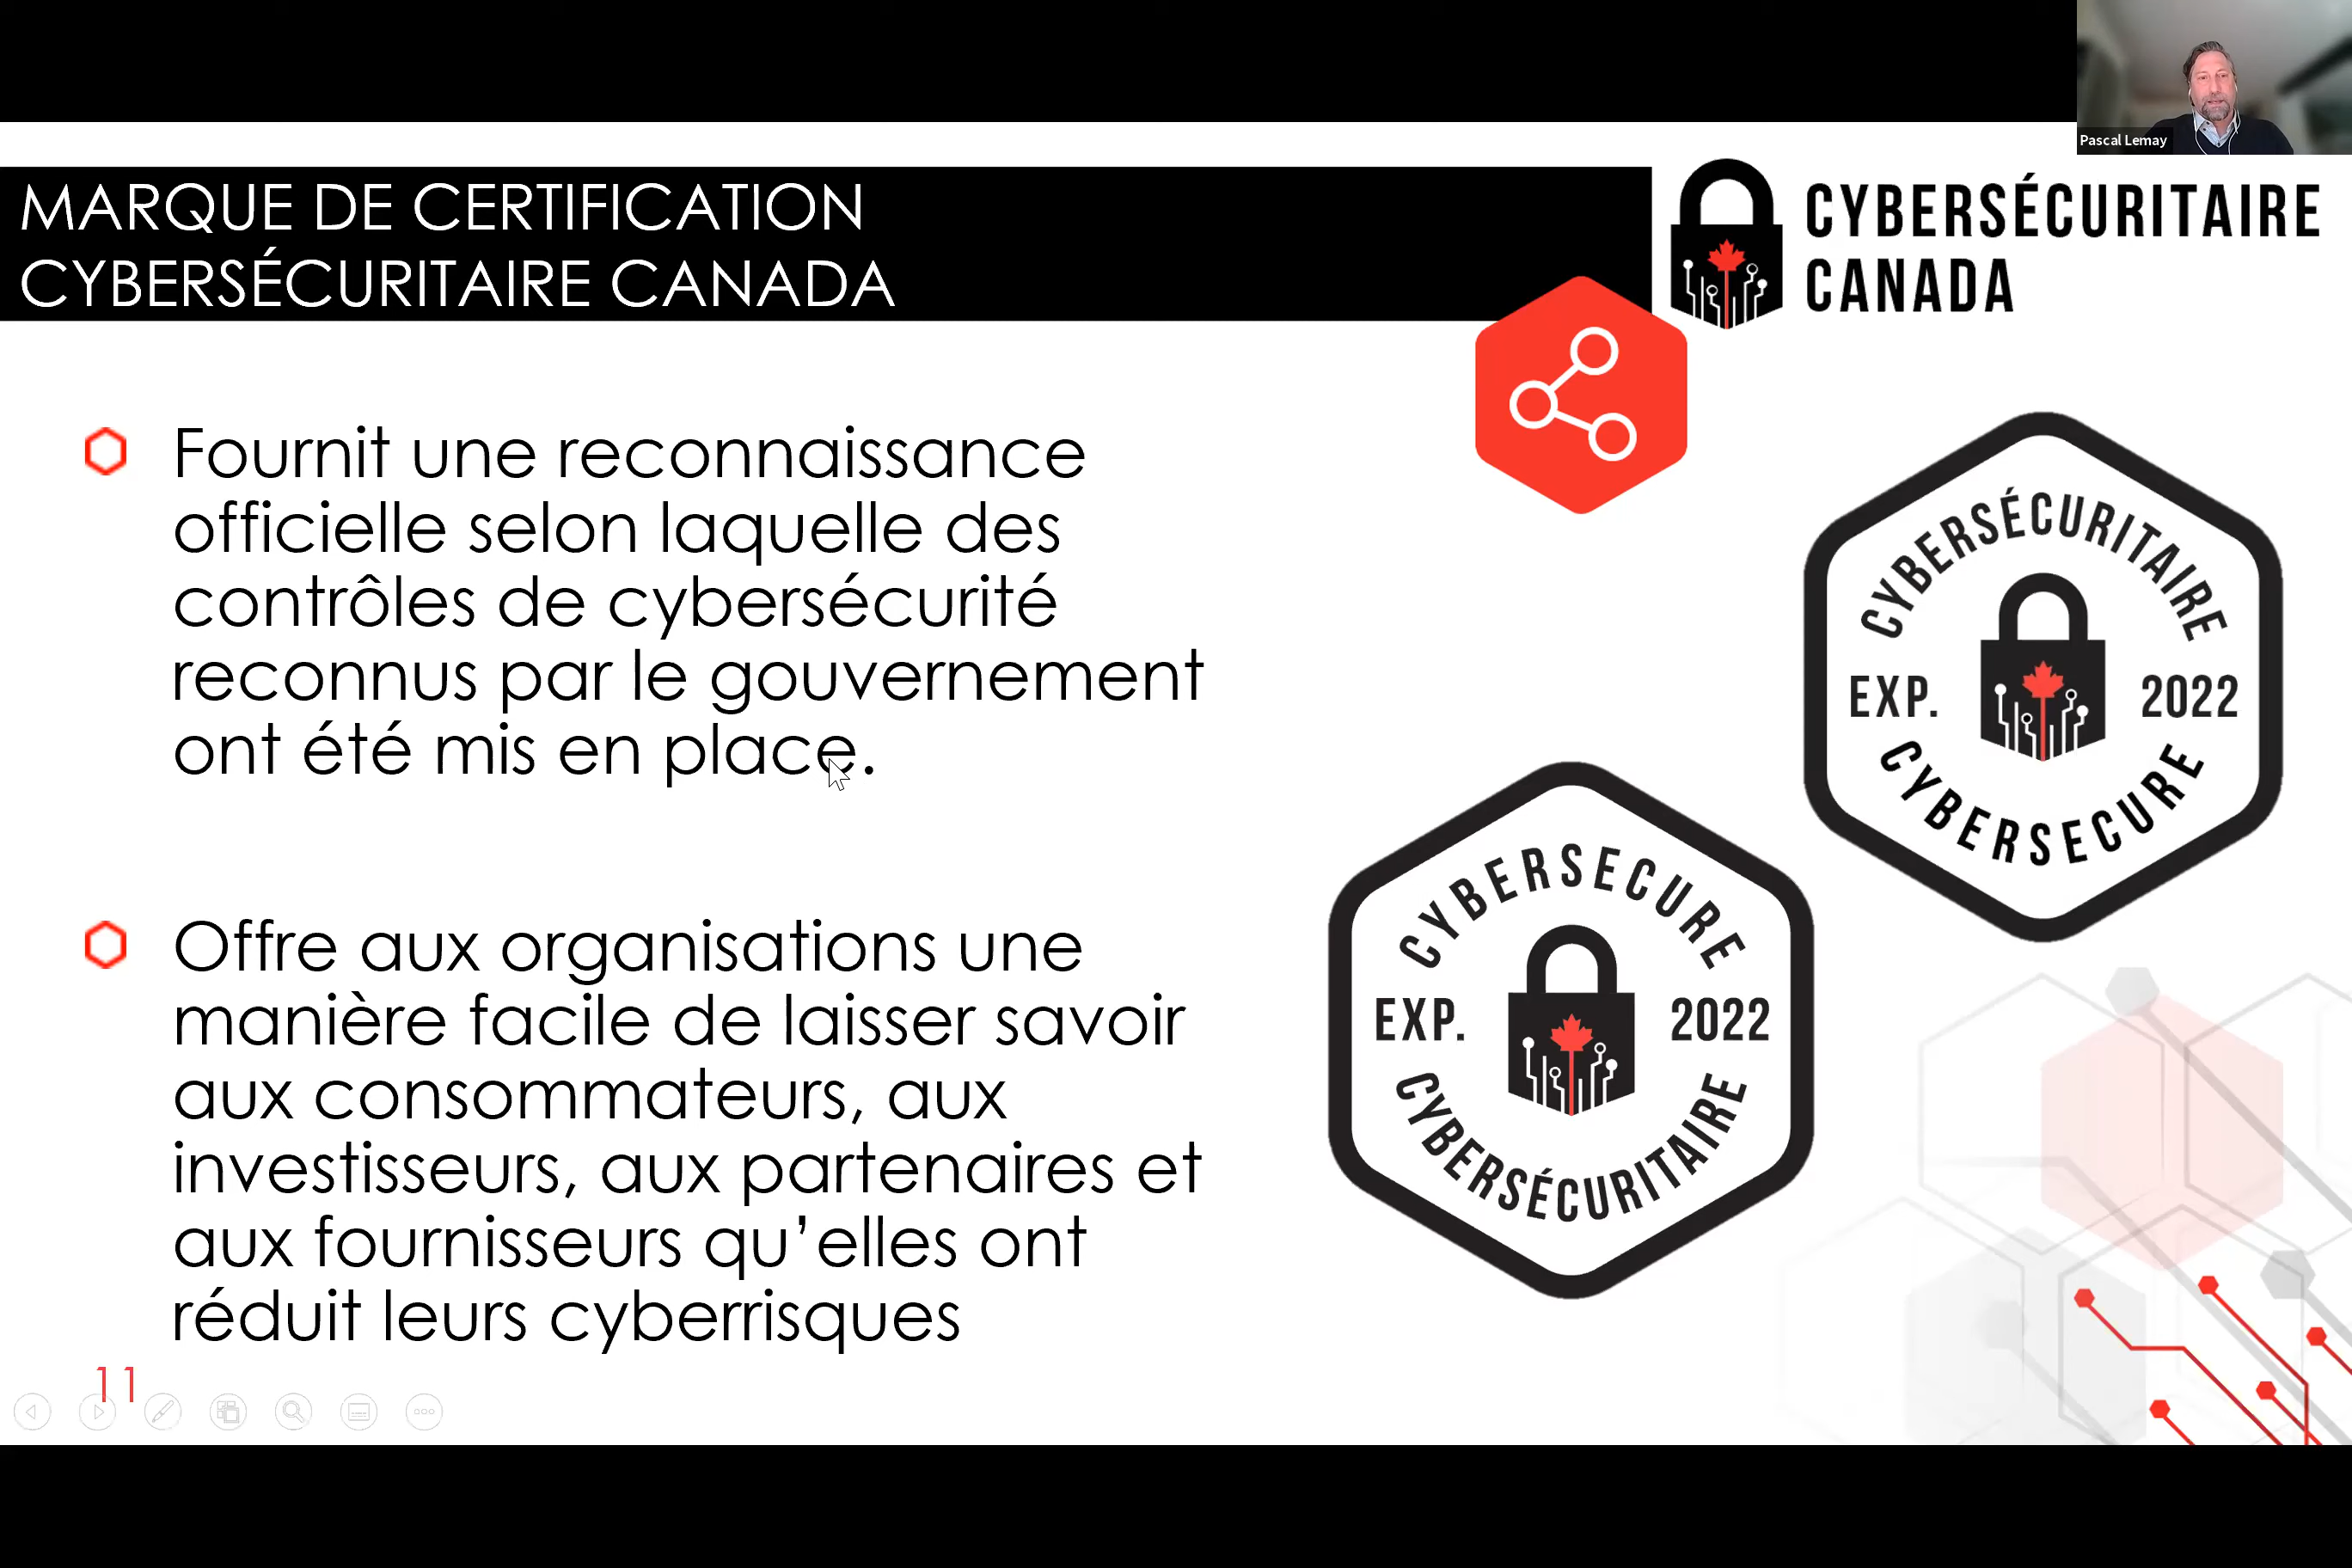 Pascal Lemay
MARQUE DE CERTIFICATION
CYBERSÉCURITAIRE CANADA
CYBERSÉCURITAIRE
CANADA
Fournit une reconnaissance
officielle selon laquelle des
contrôles de cybersécurité
reconnus par le gouvernement
ont été mis en place.
Offre aux organisations une
manière facile de laisser savoir
aux consommateurs, aux
investisseurs, aux partenaires et
aux fournisseurs qu’elles ont
réduit leurs cyberrisques
CYBERSÉCURITAIRE
EXP. 2022
CYBERSECURE
CYBERSECURE
EXP. 2022
CYBERSÉCURITAIRE
11